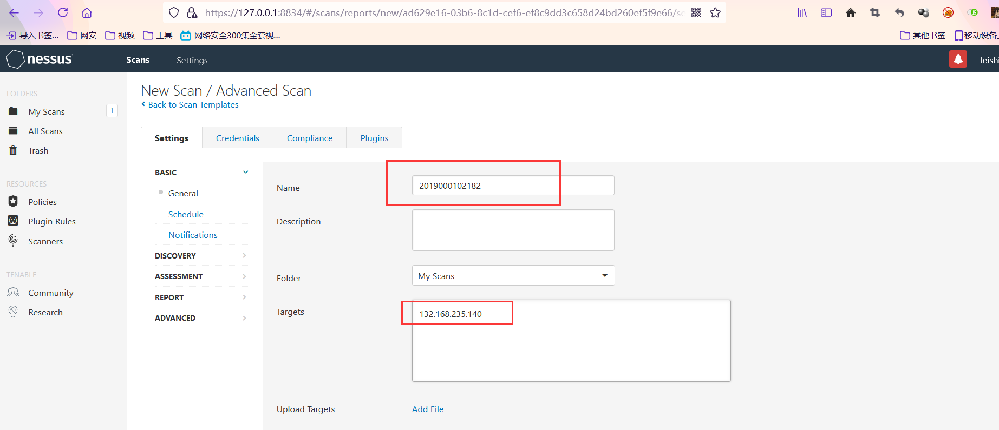 https://127.0.0.1:8834/#/scans/reports/new/ad629e16-03b6-8c1d-cef6-ef8c9dd3c658d24bd260ef5f9e66/se
导入书签... 网安 视频 工具 网络安全300集全套视... 其他书签 移动设备
nessus Scans Settings leishi
FOLDERS
My Scans 1
All Scans
Trash
RESOURCES
Policies
Plugin Rules
Scanners
TENABLE
Community
Research
New Scan / Advanced Scan
Back to Scan Templates
Settings Credentials Compliance Plugins
BASIC
General
Schedule
Notifications
DISCOVERY
ASSESSMENT
REPORT
ADVANCED
Name 2019000102182
Description
Folder My Scans
Targets 132.168.235.140
Upload Targets Add File